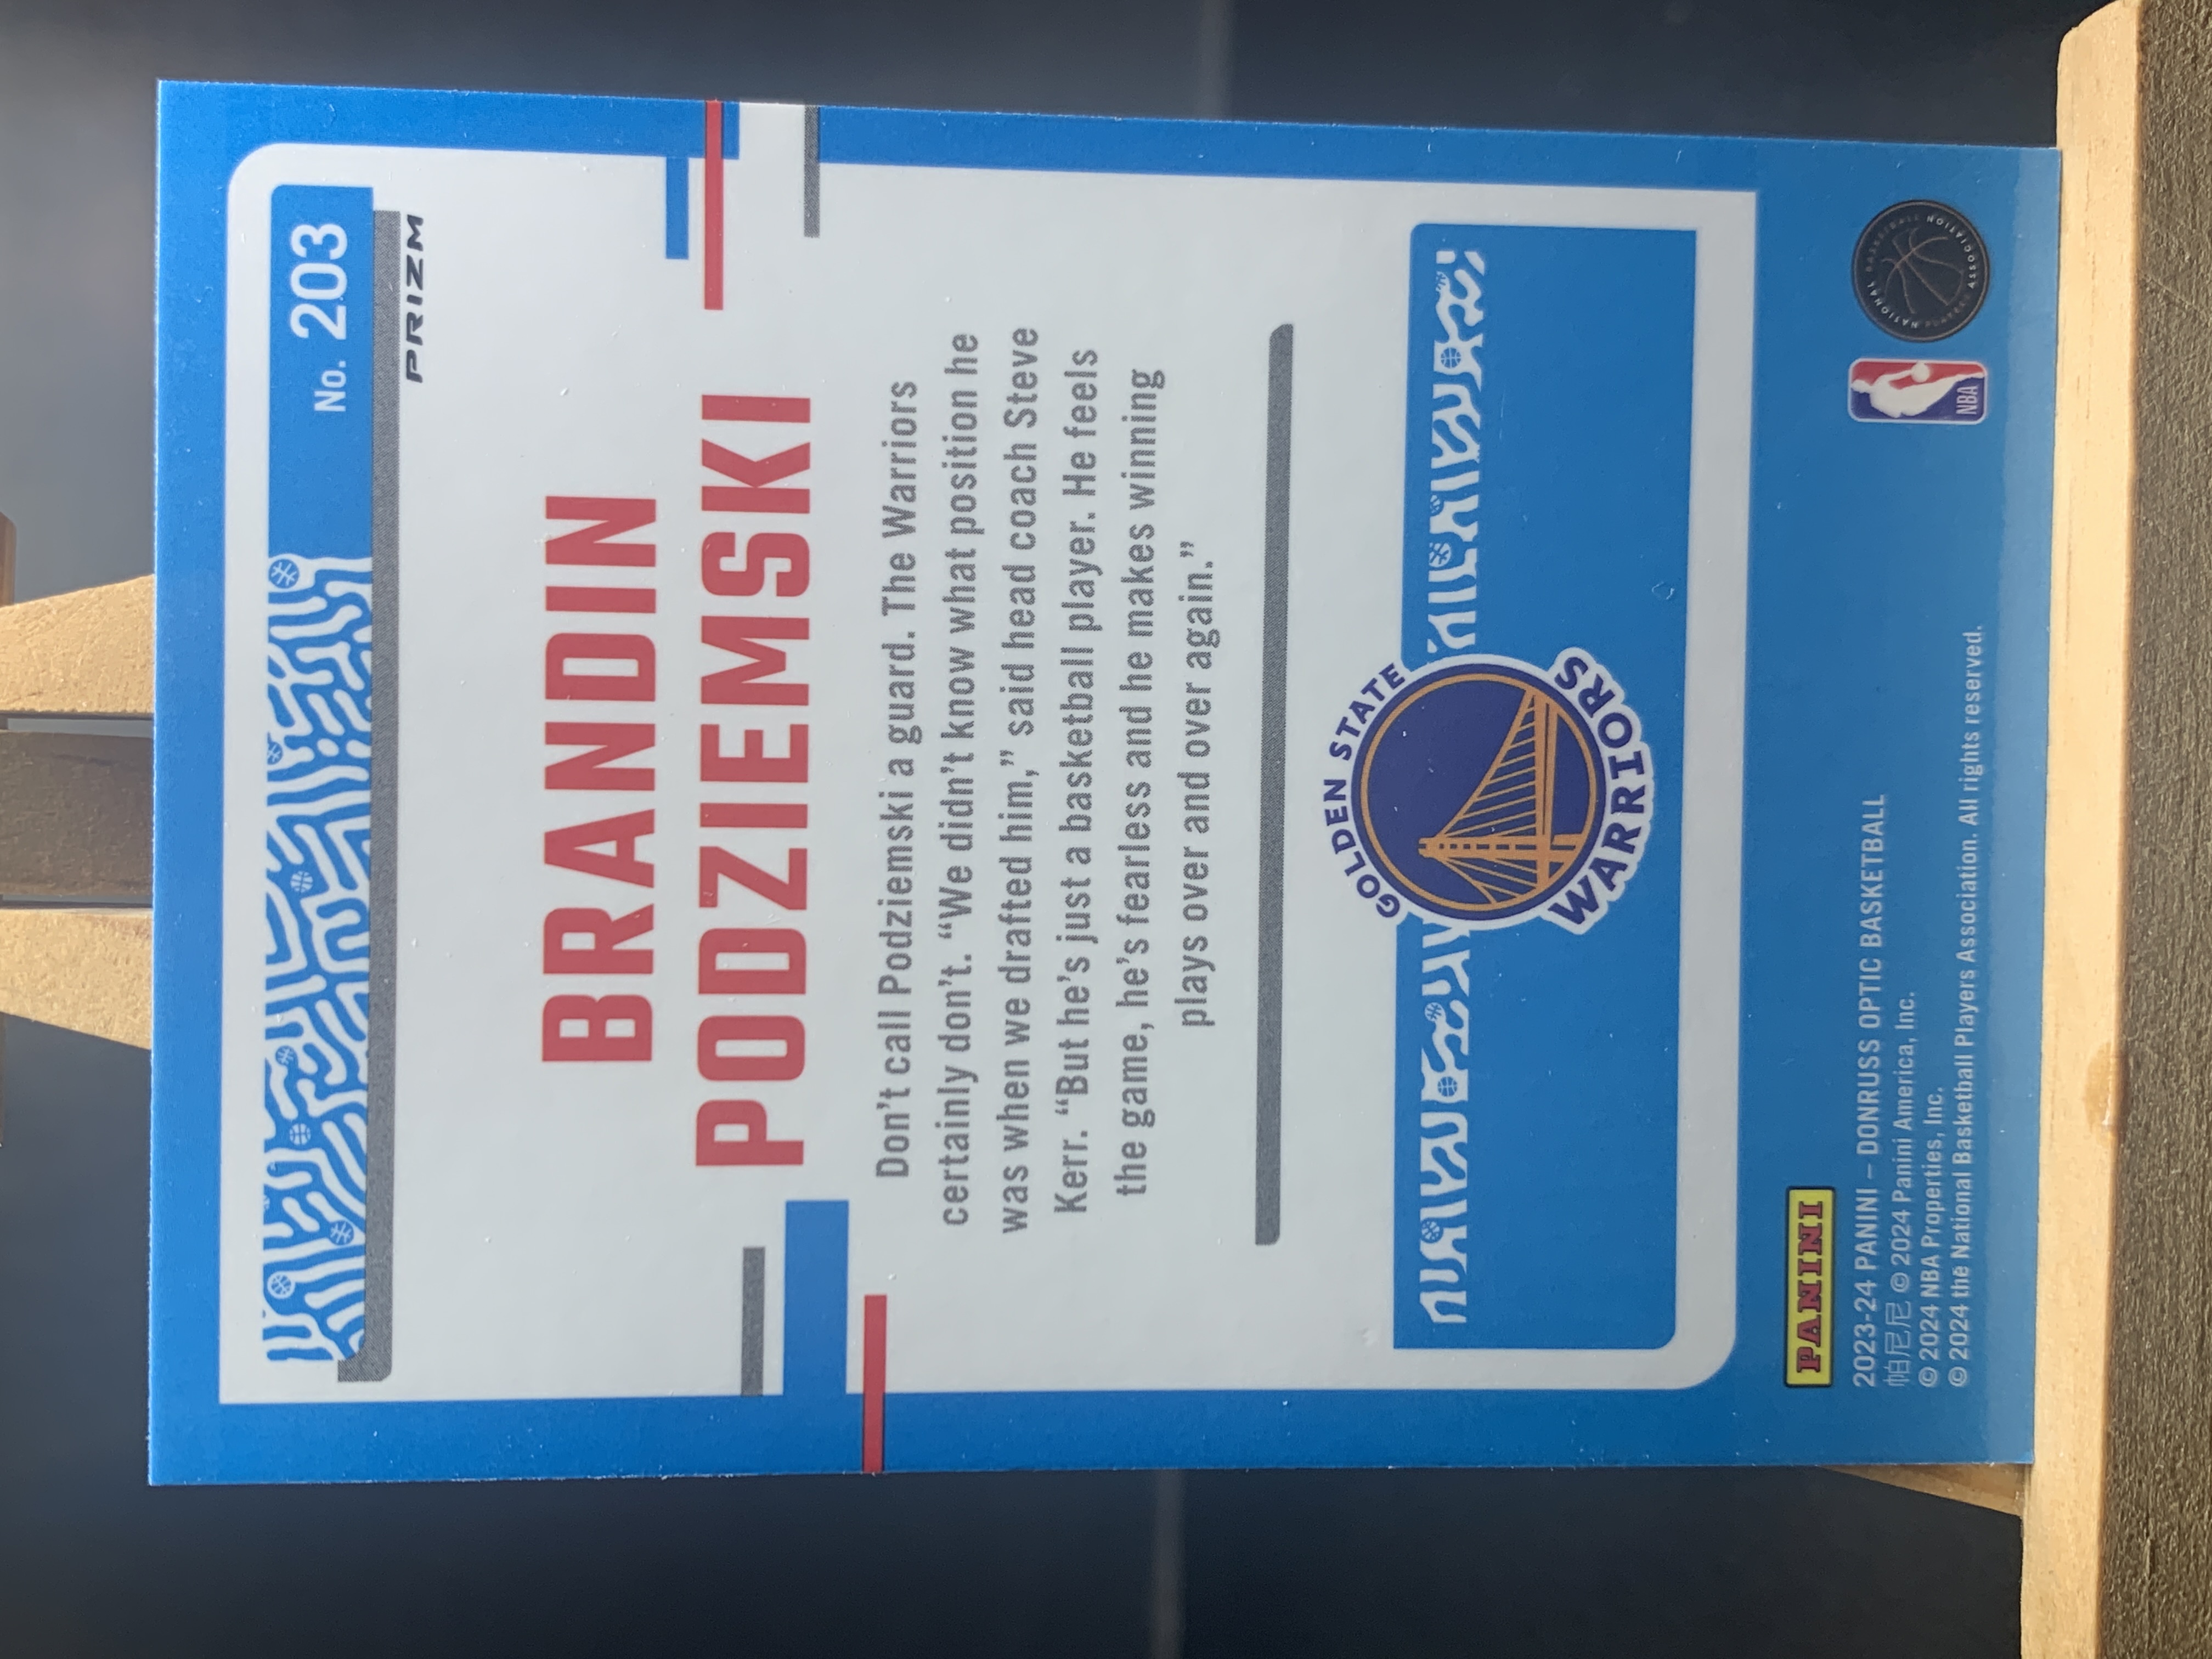 No. 203
PRIZM
BRANDIN
PODZIEMSKI
Don't call Podziemski a guard. The Warriors
certainly don't. “We didn't know what position he
was when we drafted him,” said head coach Steve
Kerr. “But he's just a basketball player. He feels
the game, he's fearless and he makes winning
plays over and over again.”
GOLDEN STATE
WARRIORS
PANINI
2023-24 PANINI – DONRUSS OPTIC BASKETBALL
帕尼尼 © 2024 Panini America, Inc.
© 2024 NBA Properties, Inc.
© 2024 the National Basketball Players Association. All rights reserved.
NBA
NATIONAL BASKETBALL
PLAYERS ASSOCIATION